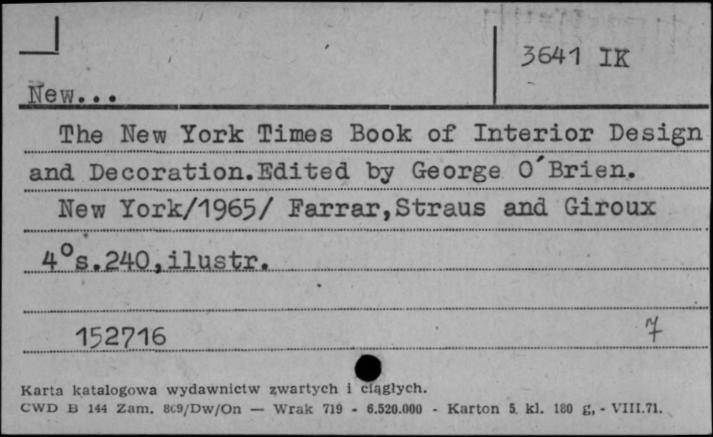 3641 IK
New...
The New York Times Book of Interior Design
and Decoration.Edited by George O´Brien.
New York/1965/ Farrar,Straus and Giroux
4°s.240,ilustr.
152716 7
Karta katalogowa wydawnictw zwartych i ciągłych.
CWD B 144 Zam. 869/Dw/On — Wrak 719 - 6.520.000 - Karton 5 kl. 180 g, - VIII.71.